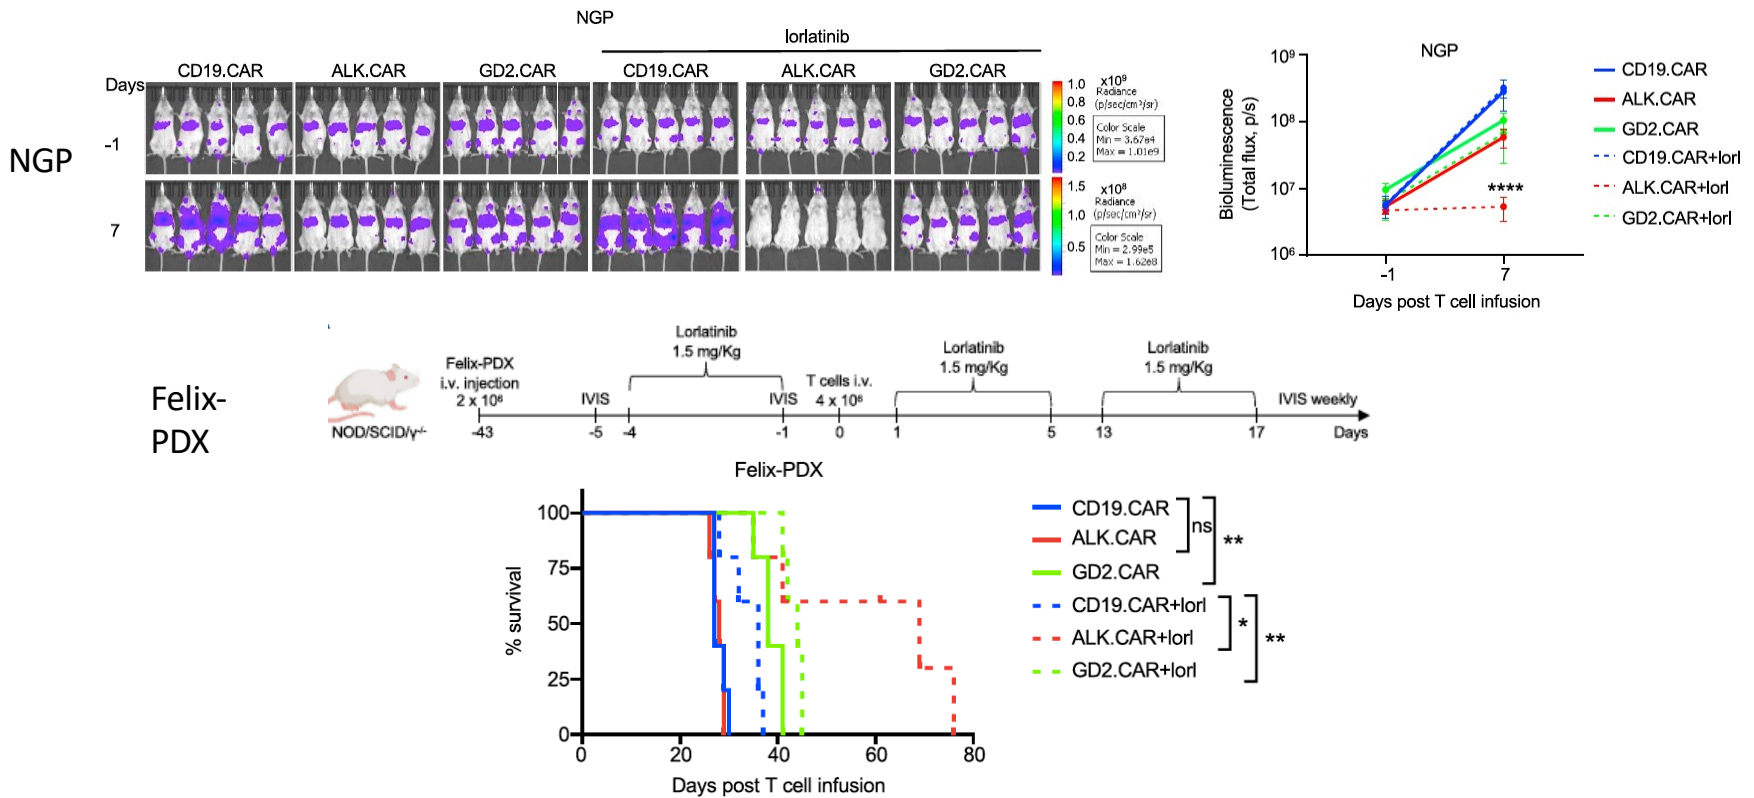 NGP
lorlatinib
CD19.CAR ALK.CAR GD2.CAR CD19.CAR ALK.CAR GD2.CAR
Days
-1
7
NGP
1.0
0.8
0.6
0.4
0.2
x10⁹
Radiance
(p/sec/cm²/sr)
Color Scale
Min = 3.67e4
Max = 1.01e9
1.5
1.0
0.5
x10⁸
Radiance
(p/sec/cm²/sr)
Color Scale
Min = 2.99e5
Max = 1.62e8
NGP
Bioluminescence
(Total flux, p/s)
10⁹
10⁸
10⁷
10⁶
****
-1 7
Days post T cell infusion
CD19.CAR
ALK.CAR
GD2.CAR
CD19.CAR+lorl
ALK.CAR+lorl
GD2.CAR+lorl
Felix-
PDX
NOD/SCID/γ-/-
Felix-PDX
i.v. injection
2 x 10⁶
IVIS
Lorlatinib
1.5 mg/Kg
IVIS
T cells i.v.
4 x 10⁶
Lorlatinib
1.5 mg/Kg
Lorlatinib
1.5 mg/Kg
IVIS weekly
-43 -5 -4 -1 0 1 5 13 17 Days
Felix-PDX
% survival
100
75
50
25
0
0 20 40 60 80
Days post T cell infusion
CD19.CAR
ALK.CAR
GD2.CAR
CD19.CAR+lorl
ALK.CAR+lorl
GD2.CAR+lorl
ns
**
*
**